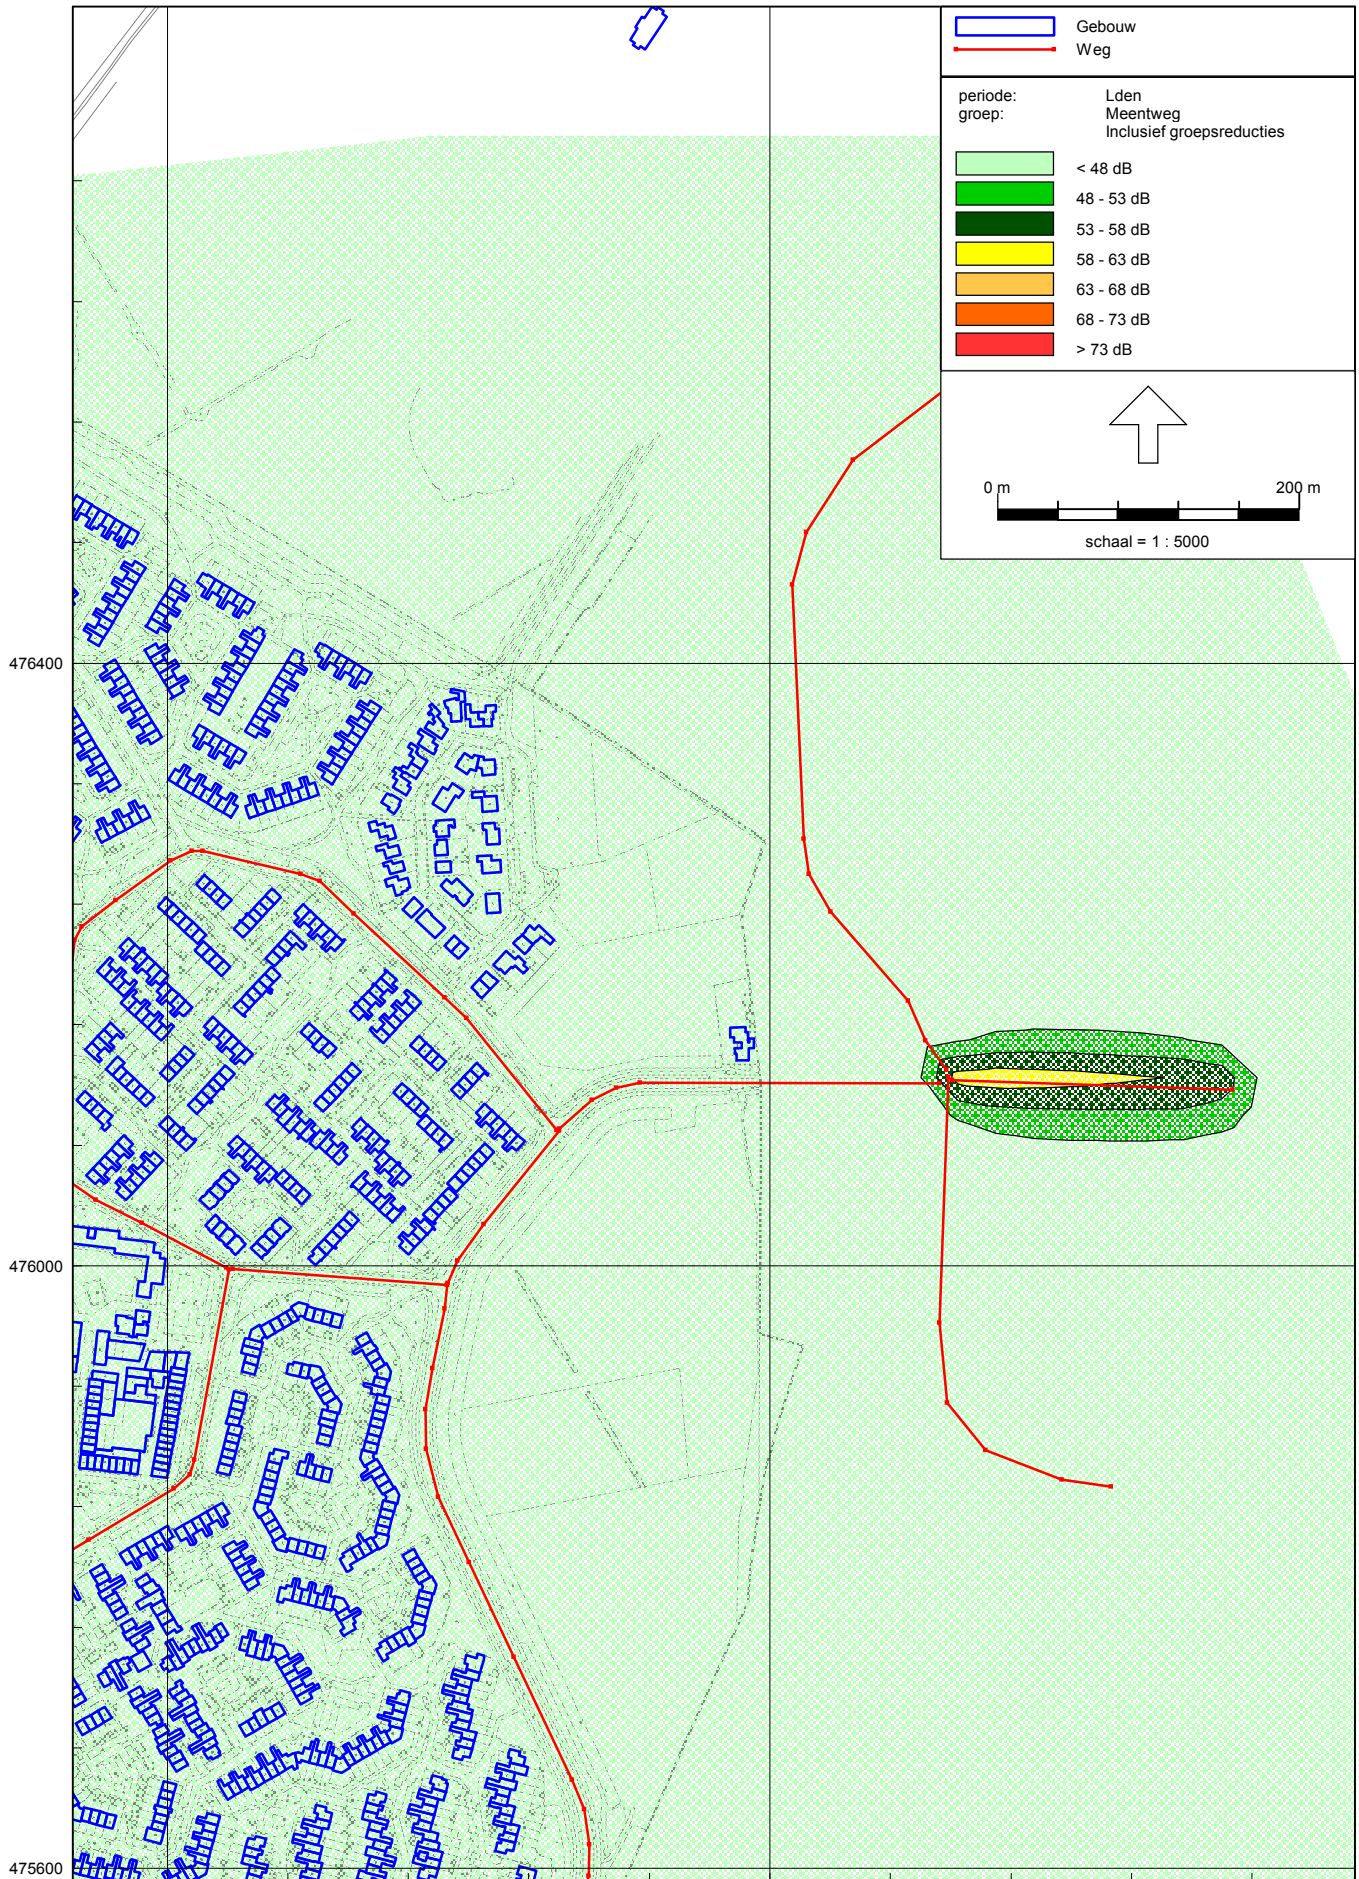 Gebouw
Weg
periode: Lden
groep: Meentweg
Inclusief groepsreducties
< 48 dB
48 - 53 dB
53 - 58 dB
58 - 63 dB
63 - 68 dB
68 - 73 dB
> 73 dB
0 m 200 m
schaal = 1 : 5000
476400
476000
475600